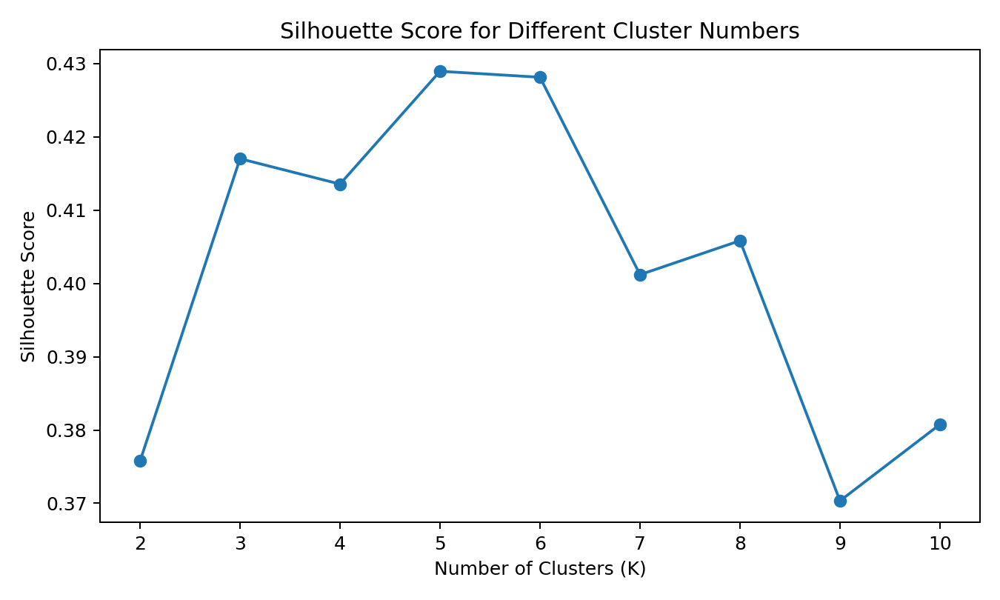 Silhouette Score for Different Cluster Numbers
Silhouette Score
0.43
0.42
0.41
0.40
0.39
0.38
0.37
2 3 4 5 6 7 8 9 10
Number of Clusters (K)